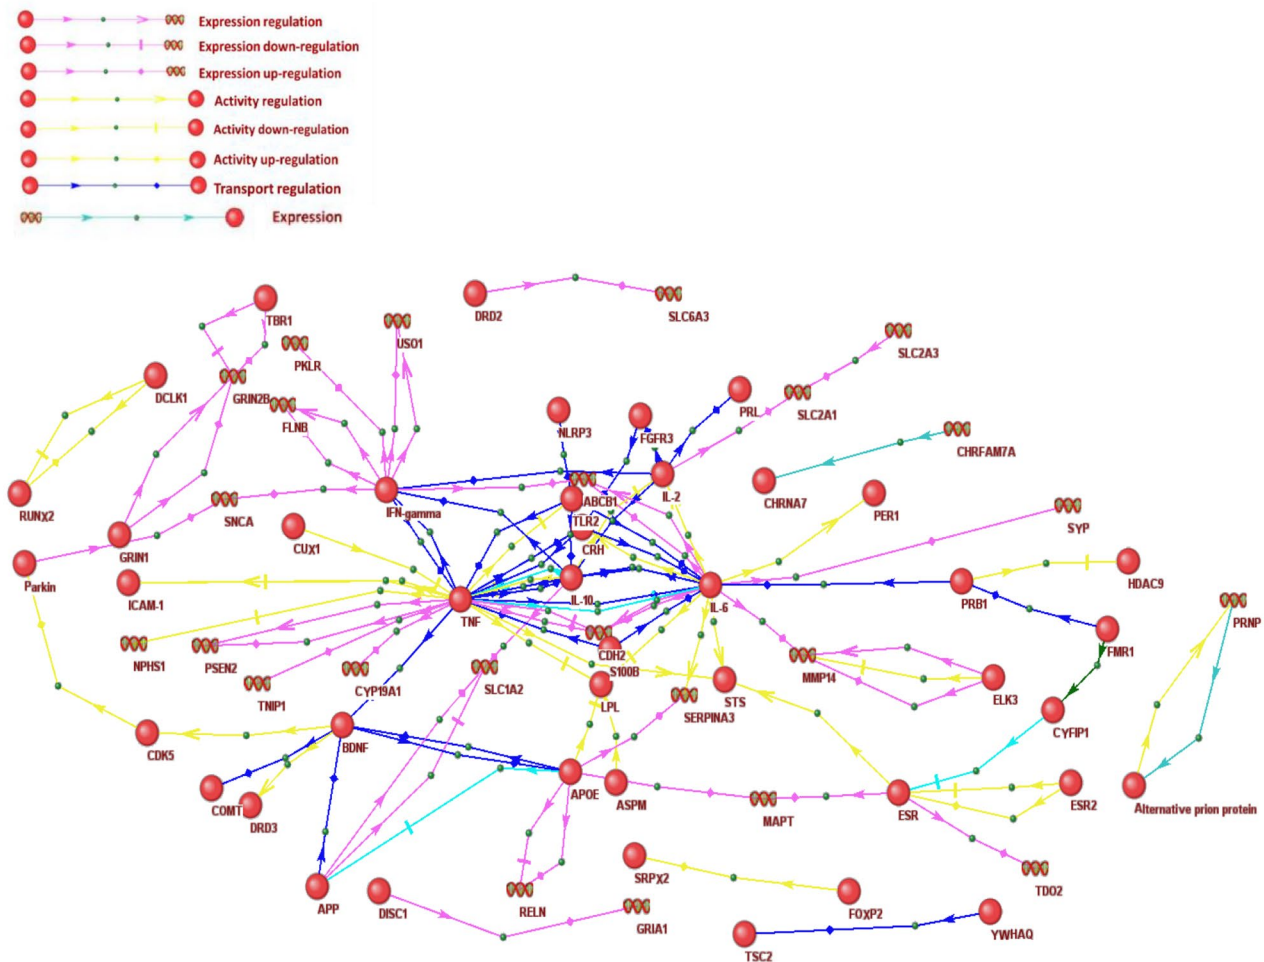 Expression regulation
Expression down-regulation
Expression up-regulation
Activity regulation
Activity down-regulation
Activity up-regulation
Transport regulation
Expression
TBR1
DRD2
SLC6A3
USO1
PKLR
SLC2A3
DCLK1
GRIN2B
FLNB
PRL
SLC2A1
NLRP3
FGFR3
CHRFAM7A
CHRNA7
RUNX2
SNCA
IFN-gamma
IL-2
ABCB1
PER1
TLR2
SYP
GRIN1
CUX1
CRH
Parkin
ICAM-1
HDAC9
IL-10
IL-6
PRB1
TNF
PRNP
NPHS1
PSEN2
CDH2
FMR1
S100B
TNIP1
CYP19A1
SLC1A2
MMP14
ELK3
LPL
SERPINA3
STS
CYFIP1
CDK5
BDNF
APOE
ASPM
COMT
DRD3
MAPT
ESR
ESR2
Alternative prion protein
SRPX2
TDO2
APP
DISC1
RELN
GRIA1
FOXP2
TSC2
YWHAQ